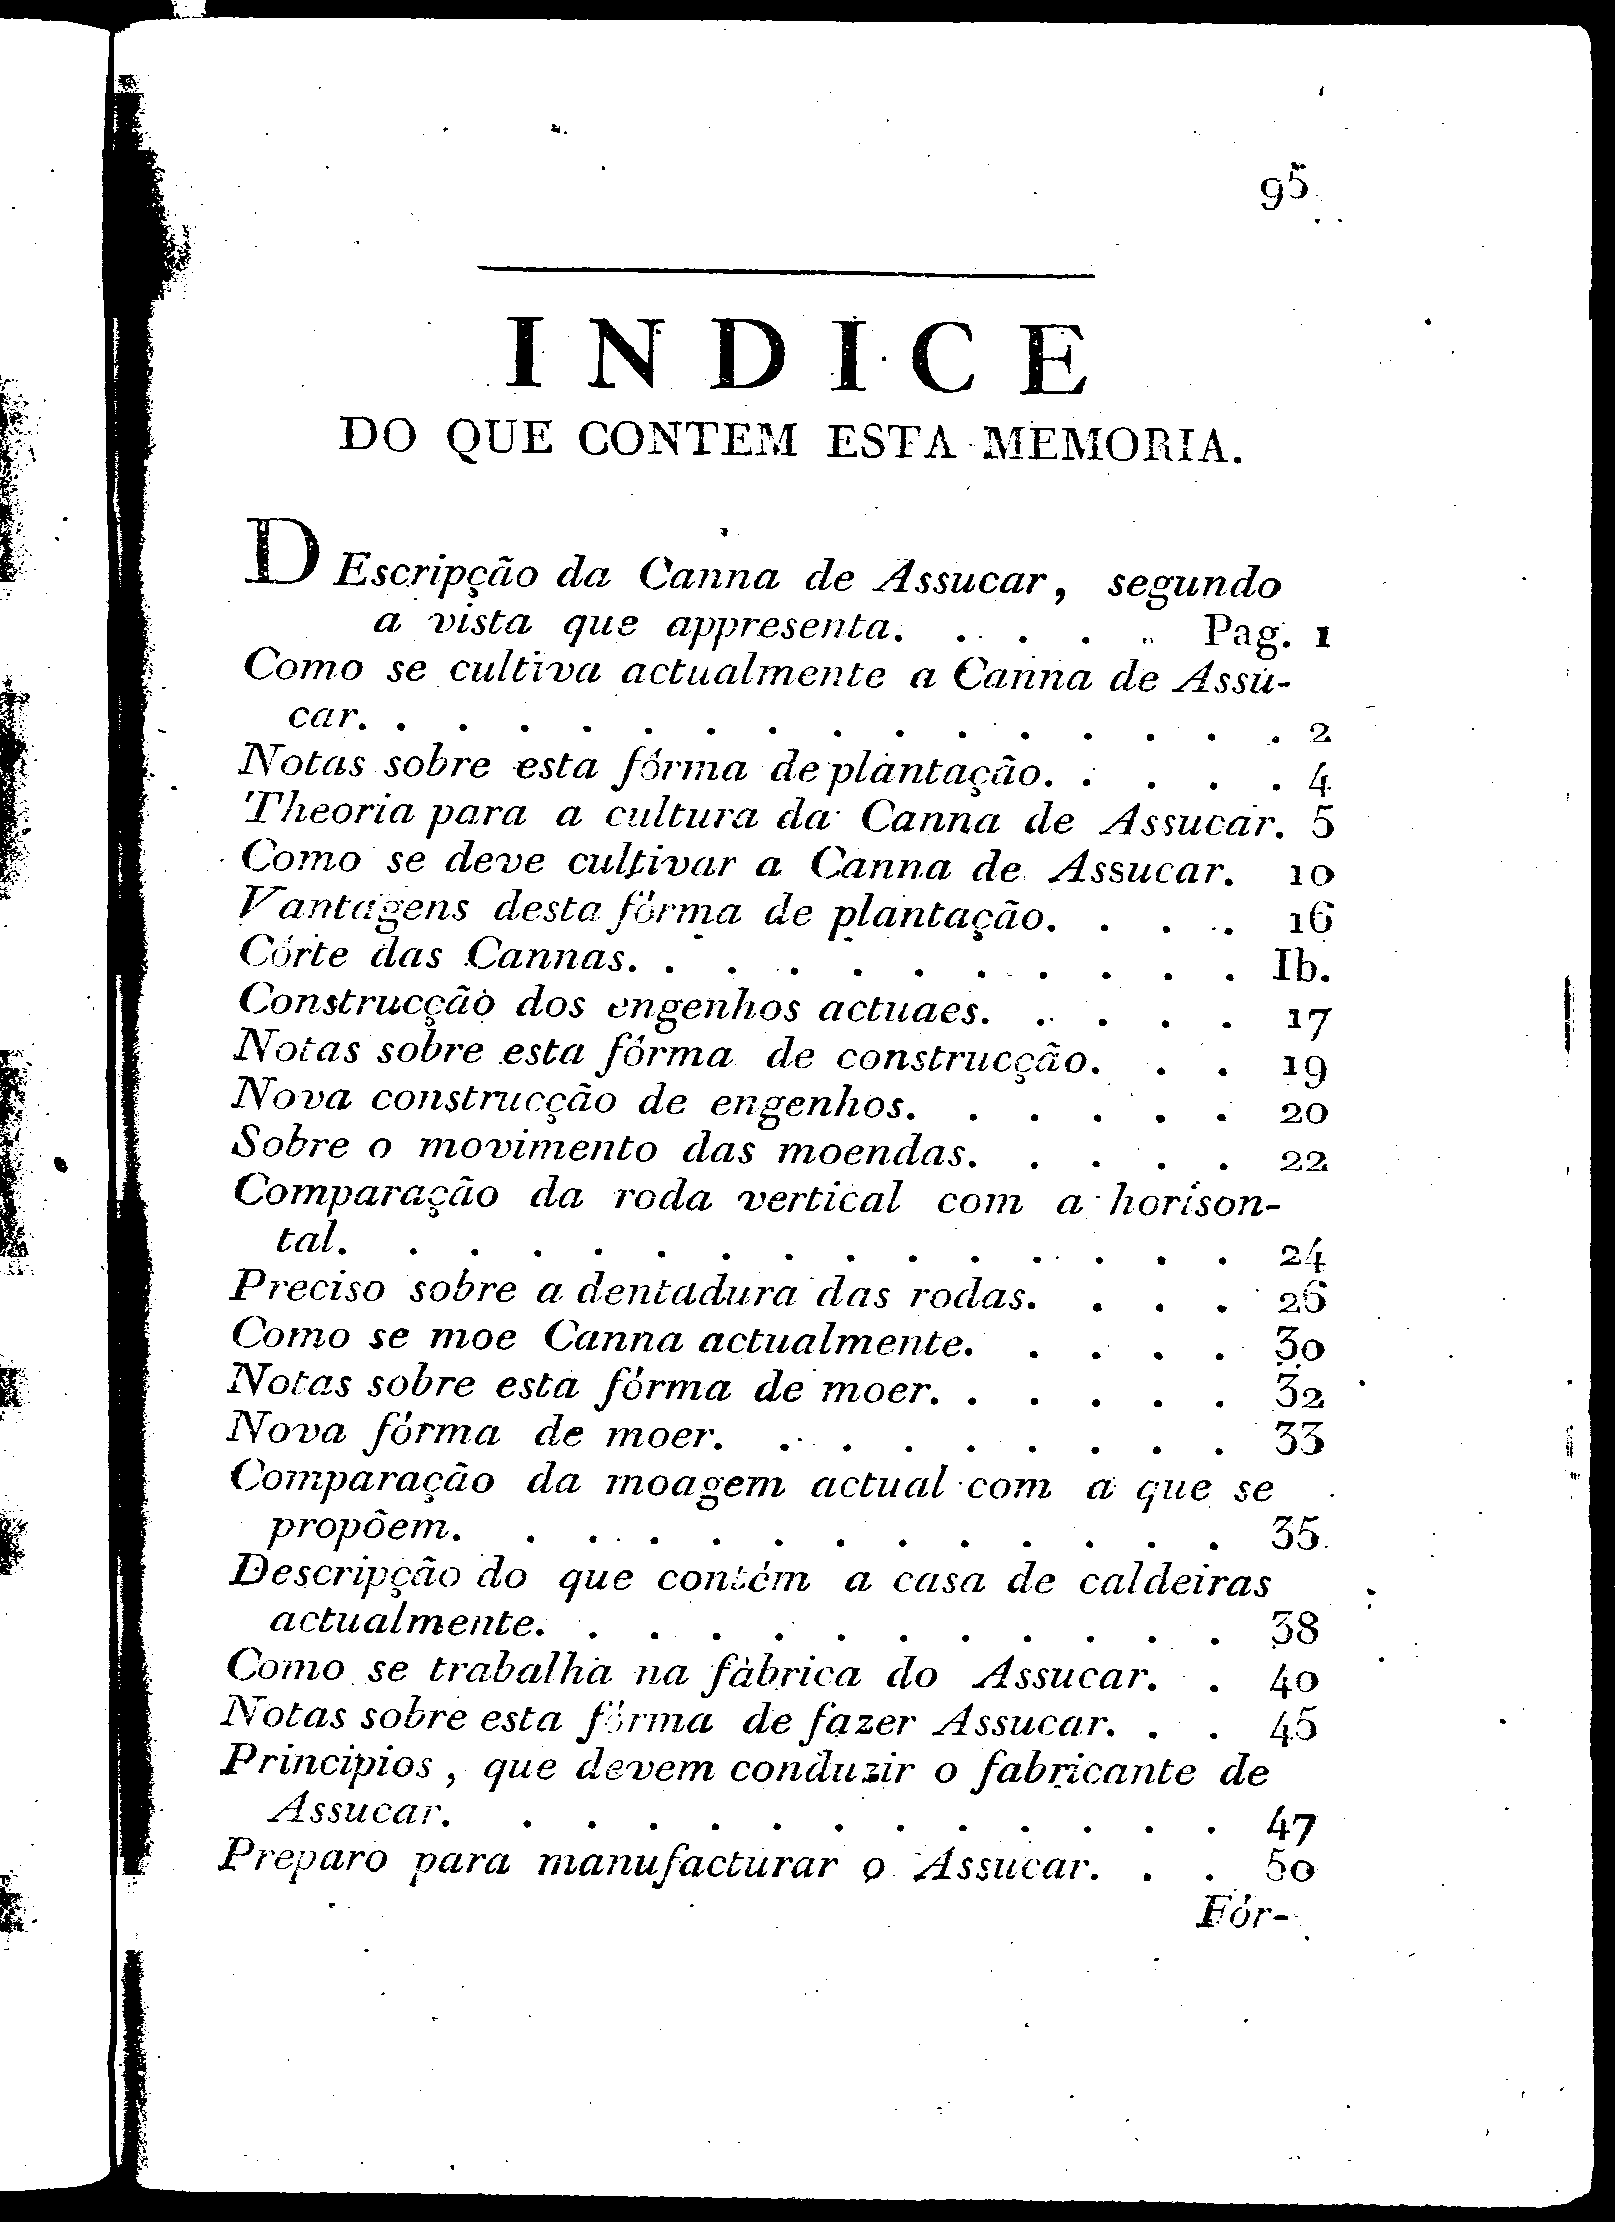 95
INDICE
DO QUE CONTEM ESTA MEMORIA.
DEscripção da Canna de Assucar, segundo
a vista que appresenta. . . . . Pag. 1
Como se cultiva actualmente a Canna de Assu-
car. . . . . . . . . . . . . . . . 2
Notas sobre esta fórma de plantação. . . . . 4
Theoria para a cultura da Canna de Assucar. 5
Como se deve cultivar a Canna de Assucar. 10
Vantagens desta fórma de plantação. . . . 16
Córte das Cannas. . . . . . . . . . . Ib.
Construcção dos engenhos actuaes. . . . . 17
Notas sobre esta fórma de construcção. . . 19
Nova construcção de engenhos. . . . . . 20
Sobre o movimento das moendas. . . . . 22
Comparação da roda vertical com a horison-
tal. . . . . . . . . . . . . . . 24
Preciso sobre a dentadura das rodas. . . . 26
Como se moe Canna actualmente. . . . . 30
Notas sobre esta fórma de moer. . . . . . 32
Nova fórma de moer. . . . . . . . . 33
Comparação da moagem actual com a que se
propõem. . . . . . . . . . . . . 35
Descripção do que contém a casa de caldeiras
actualmente. . . . . . . . . . . . 38
Como se trabalha na fábrica do Assucar. . 40
Notas sobre esta fórma de fazer Assucar. . . 45
Principios, que devem conduzir o fabricante de
Assucar. . . . . . . . . . . . . 47
Preparo para manufacturar o Assucar. . . 50
Fór-